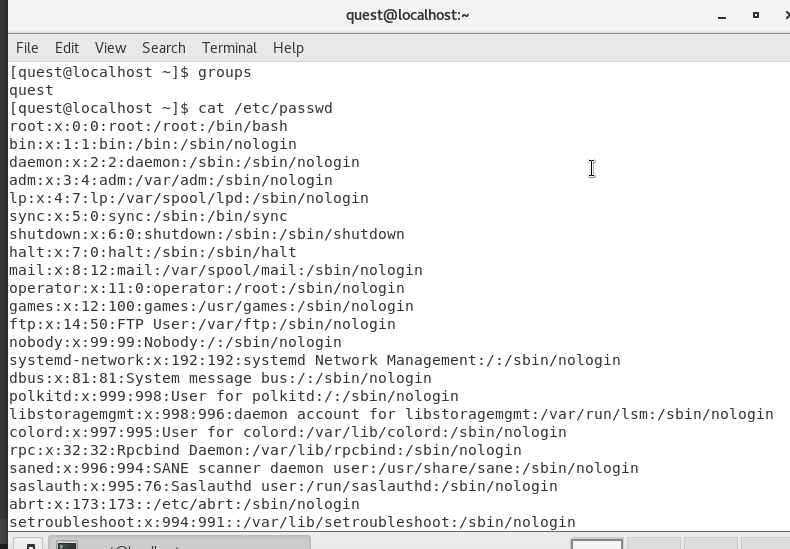 quest@localhost:~
File Edit View Search Terminal Help
[quest@localhost ~]$ groups
quest
[quest@localhost ~]$ cat /etc/passwd
root:x:0:0:root:/root:/bin/bash
bin:x:1:1:bin:/bin:/sbin/nologin
daemon:x:2:2:daemon:/sbin:/sbin/nologin
adm:x:3:4:adm:/var/adm:/sbin/nologin
lp:x:4:7:lp:/var/spool/lpd:/sbin/nologin
sync:x:5:0:sync:/sbin:/bin/sync
shutdown:x:6:0:shutdown:/sbin:/sbin/shutdown
halt:x:7:0:halt:/sbin:/sbin/halt
mail:x:8:12:mail:/var/spool/mail:/sbin/nologin
operator:x:11:0:operator:/root:/sbin/nologin
games:x:12:100:games:/usr/games:/sbin/nologin
ftp:x:14:50:FTP User:/var/ftp:/sbin/nologin
nobody:x:99:99:Nobody:/:/sbin/nologin
systemd-network:x:192:192:systemd Network Management:/:/sbin/nologin
dbus:x:81:81:System message bus:/:/sbin/nologin
polkitd:x:999:998:User for polkitd:/:/sbin/nologin
libstoragemgmt:x:998:996:daemon account for libstoragemgmt:/var/run/lsm:/sbin/nologin
colord:x:997:995:User for colord:/var/lib/colord:/sbin/nologin
rpc:x:32:32:Rpcbind Daemon:/var/lib/rpcbind:/sbin/nologin
saned:x:996:994:SANE scanner daemon user:/usr/share/sane:/sbin/nologin
saslauth:x:995:76:Saslauthd user:/run/saslauthd:/sbin/nologin
abrt:x:173:173::/etc/abrt:/sbin/nologin
setroubleshoot:x:994:991::/var/lib/setroubleshoot:/sbin/nologin